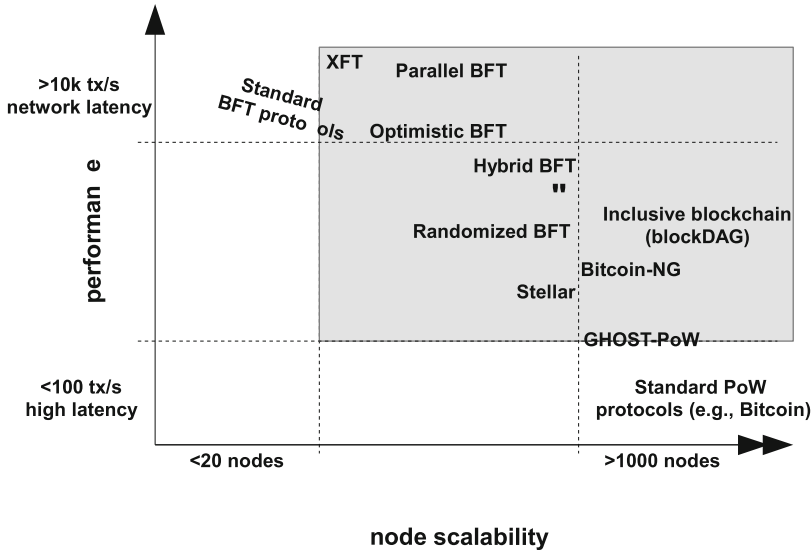 XFT
Parallel BFT
>10k tx/s
network latency
Standard
BFT proto ols
Optimistic BFT
Hybrid BFT
"
performan e
Randomized BFT
Inclusive blockchain
(blockDAG)
Bitcoin-NG
Stellar
GHOST-PoW
<100 tx/s
high latency
Standard PoW
protocols (e.g., Bitcoin)
<20 nodes
>1000 nodes
node scalability